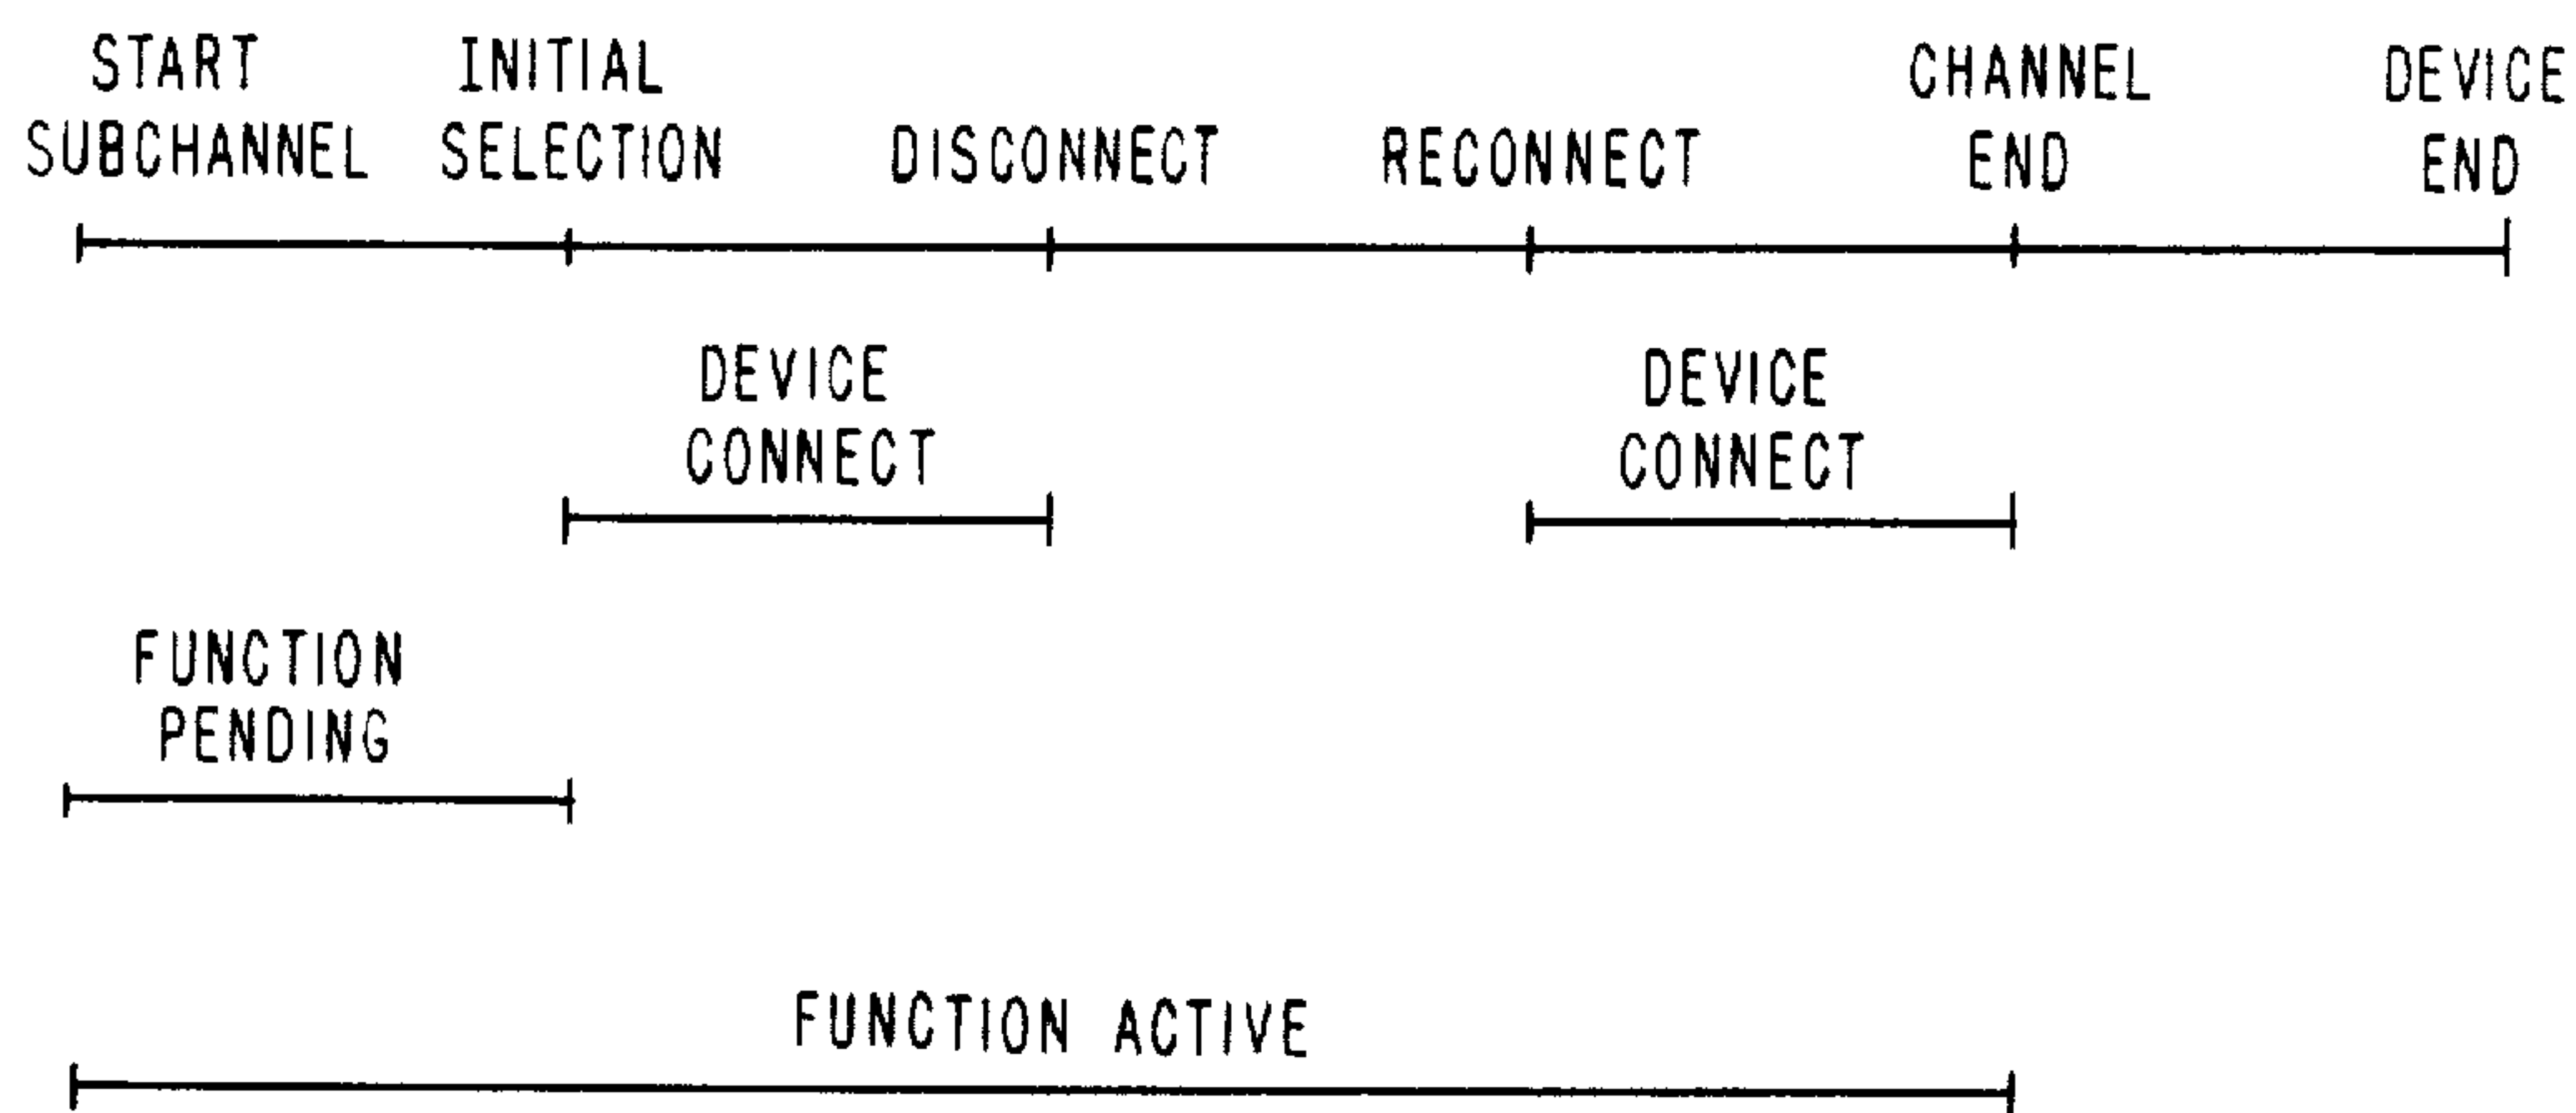 START
SUBCHANNEL
INITIAL
SELECTION
DISCONNECT
RECONNECT
CHANNEL
END
DEVICE
END
DEVICE
CONNECT
DEVICE
CONNECT
FUNCTION
PENDING
FUNCTION ACTIVE